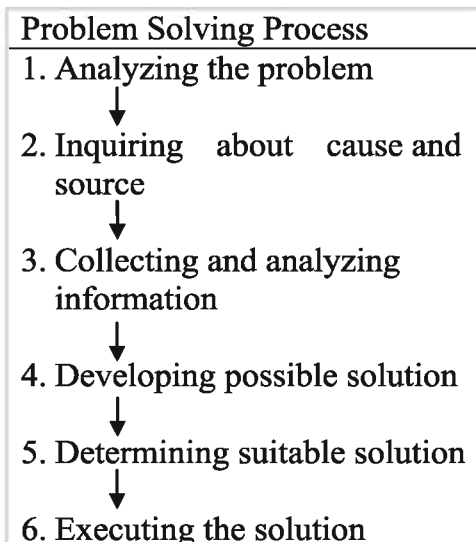 Problem Solving Process
1. Analyzing the problem
2. Inquiring about cause and
source
3. Collecting and analyzing
information
4. Developing possible solution
5. Determining suitable solution
6. Executing the solution